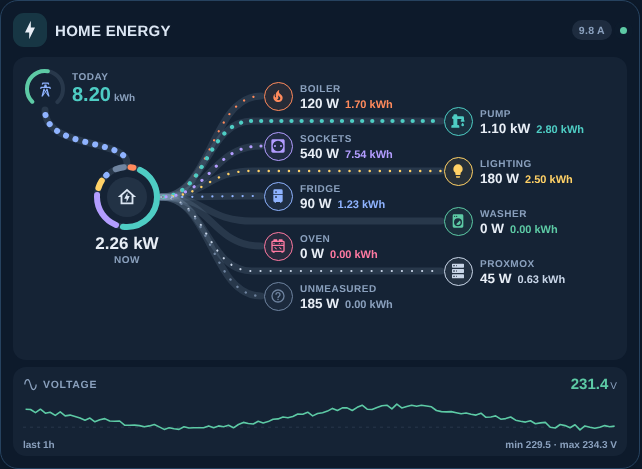 HOME ENERGY
9.8 A
TODAY
8.20 kWh
BOILER
120 W 1.70 kWh
PUMP
1.10 kW 2.80 kWh
SOCKETS
540 W 7.54 kWh
LIGHTING
180 W 2.50 kWh
FRIDGE
90 W 1.23 kWh
WASHER
0 W 0.00 kWh
2.26 kW
NOW
OVEN
0 W 0.00 kWh
PROXMOX
45 W 0.63 kWh
UNMEASURED
185 W 0.00 kWh
VOLTAGE
231.4 V
last 1h
min 229.5 · max 234.3 V